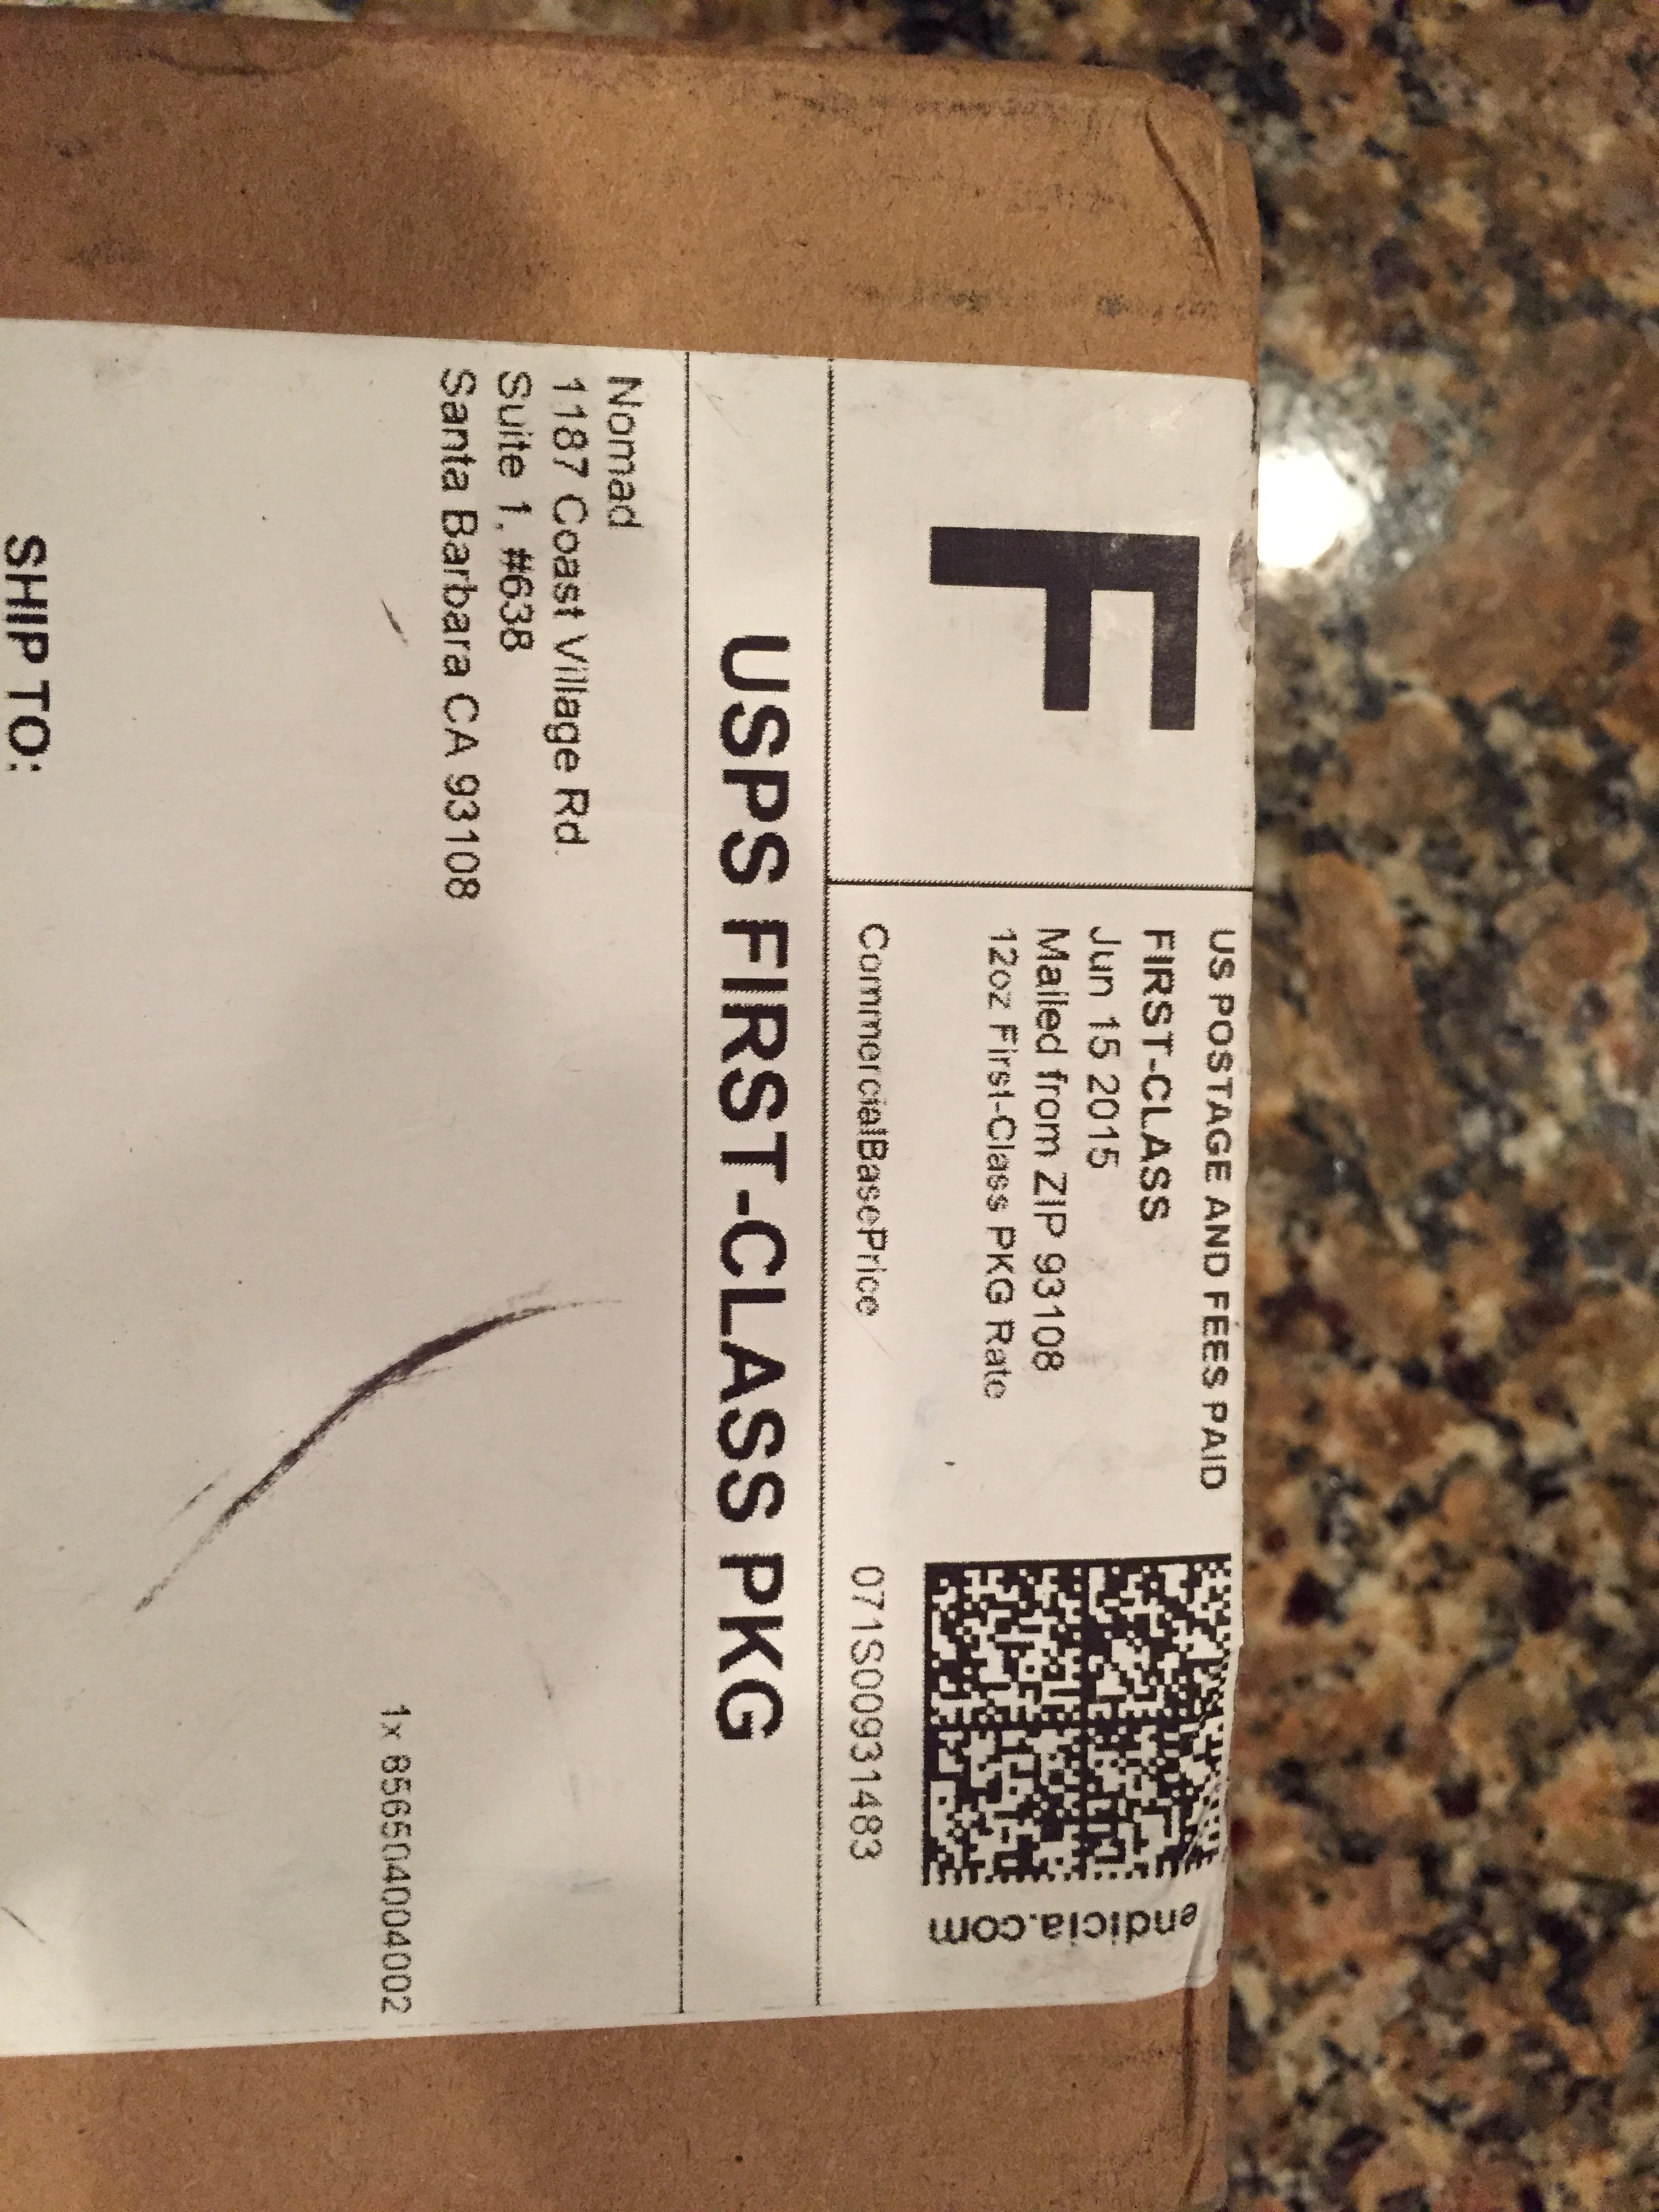 F
US POSTAGE AND FEES PAID
FIRST-CLASS
Jun 15 2015
Mailed from ZIP 93108
12oz First-Class PKG Rate
CommercialBasePrice
071S00931483
endicia.com
USPS FIRST-CLASS PKG
Nomad
1187 Coast Village Rd.
Suite 1, #638
Santa Barbara CA 93108
1x 856504004002
SHIP TO: